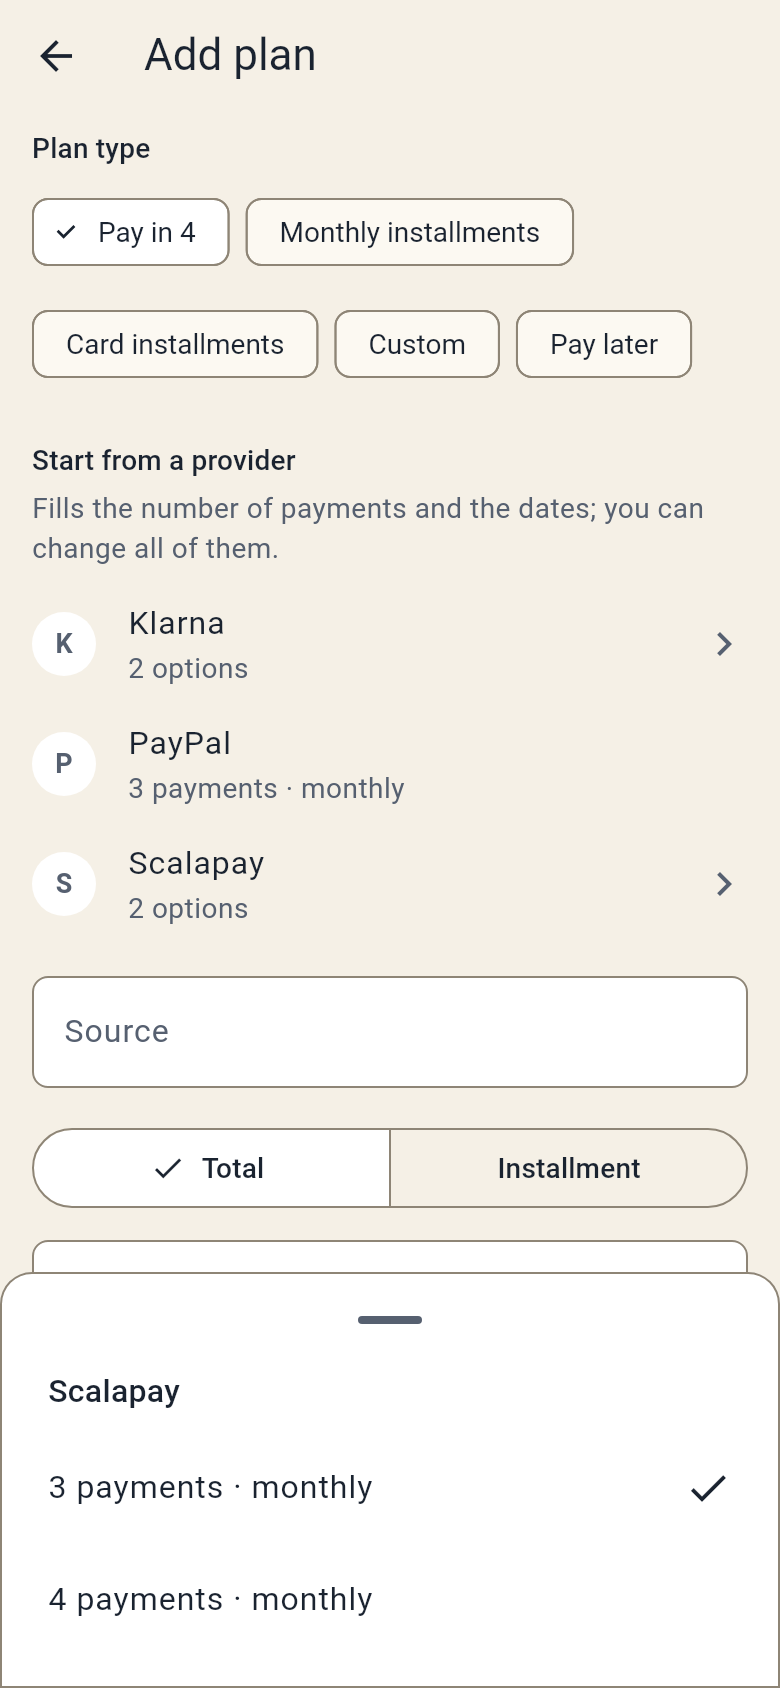 Add plan
Plan type
Pay in 4
Monthly installments
Card installments
Custom
Pay later
Start from a provider
Fills the number of payments and the dates; you can
change all of them.
K
Klarna
2 options
P
PayPal
3 payments · monthly
S
Scalapay
2 options
Source
Total
Installment
Scalapay
3 payments · monthly
4 payments · monthly